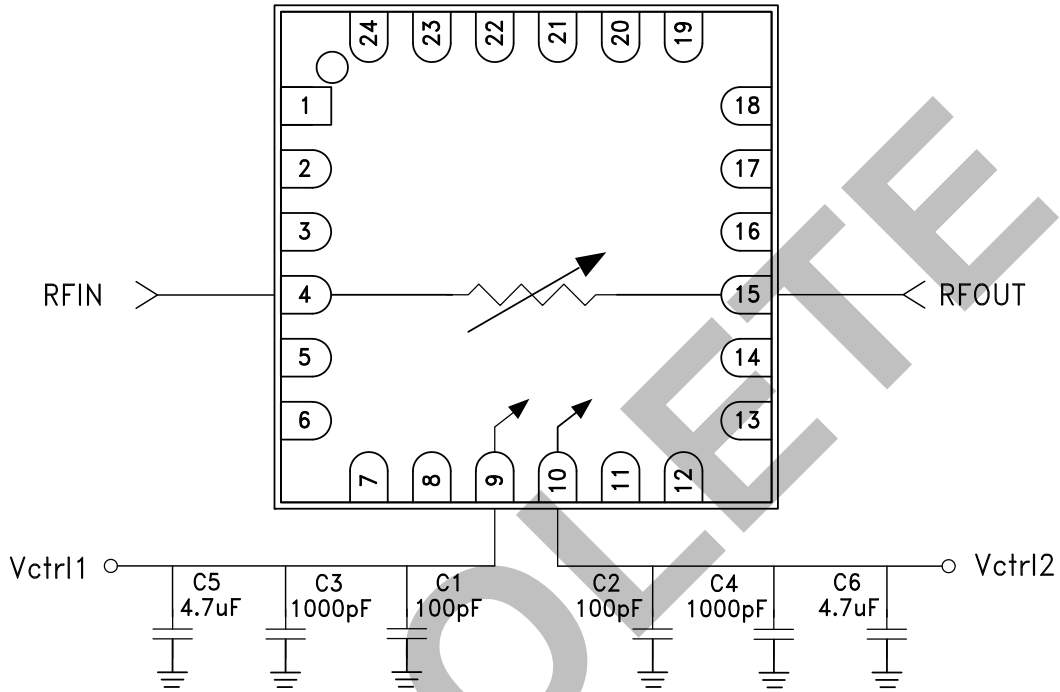 24 23 22 21 20 19
1
2
3
4
5
6
18
17
16
15
14
13
7 8 9 10 11 12
RFIN
RFOUT
Vctrl1
C5
4.7uF
C3
1000pF
C1
100pF
C2
100pF
C4
1000pF
C6
4.7uF
Vctrl2
OLETE